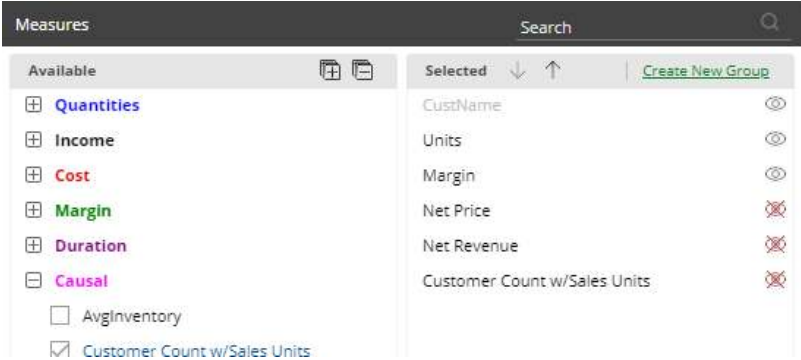 Measures
Search
Available
Selected
Create New Group
Quantities
Income
Cost
Margin
Duration
Causal
AvgInventory
Customer Count w/Sales Units
CustName
Units
Margin
Net Price
Net Revenue
Customer Count w/Sales Units